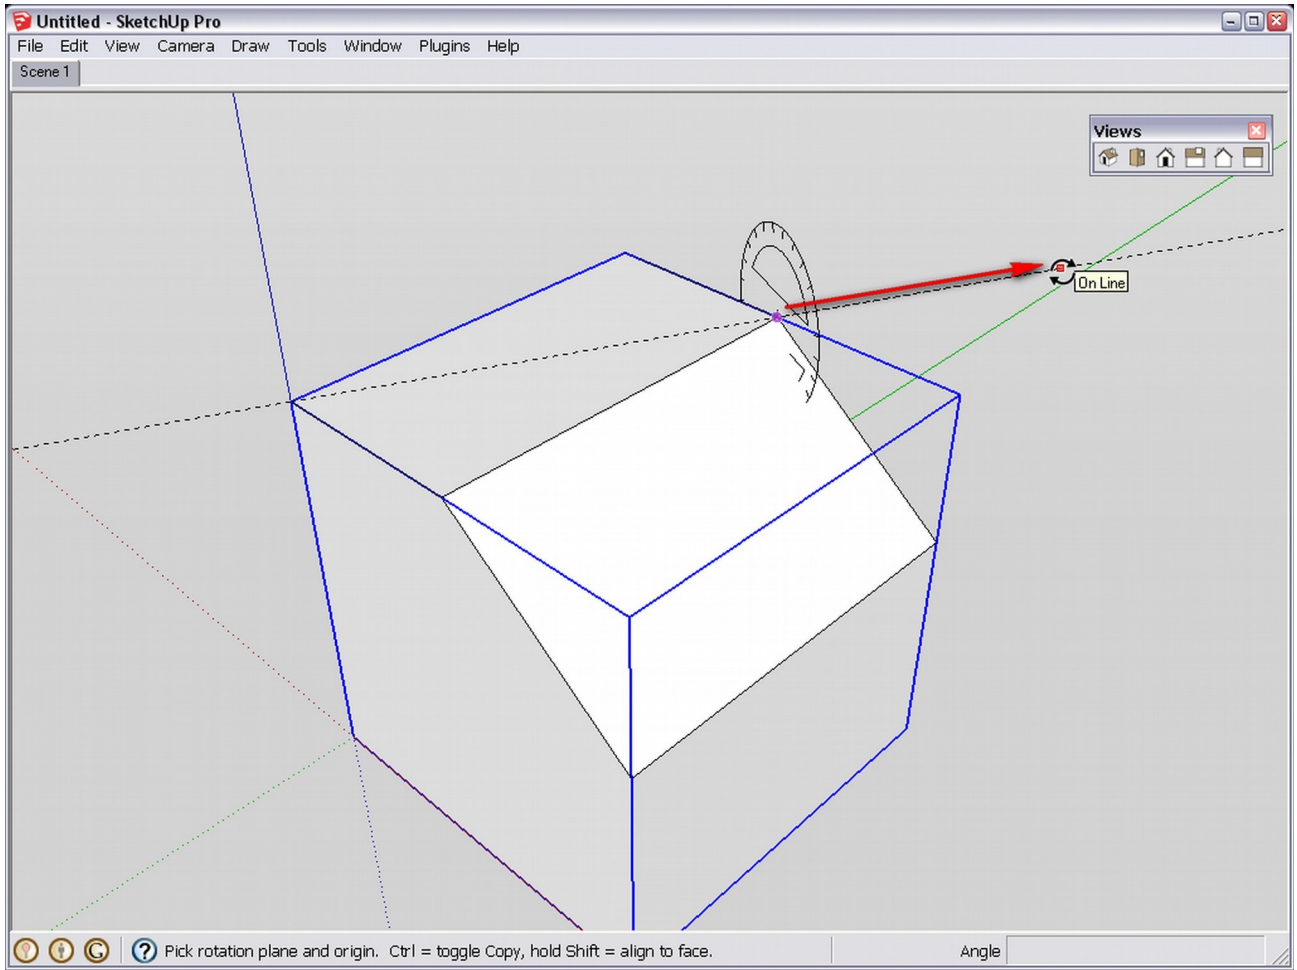 Untitled - SketchUp Pro
File Edit View Camera Draw Tools Window Plugins Help
Scene 1
Views
On Line
Pick rotation plane and origin. Ctrl = toggle Copy, hold Shift = align to face.
Angle